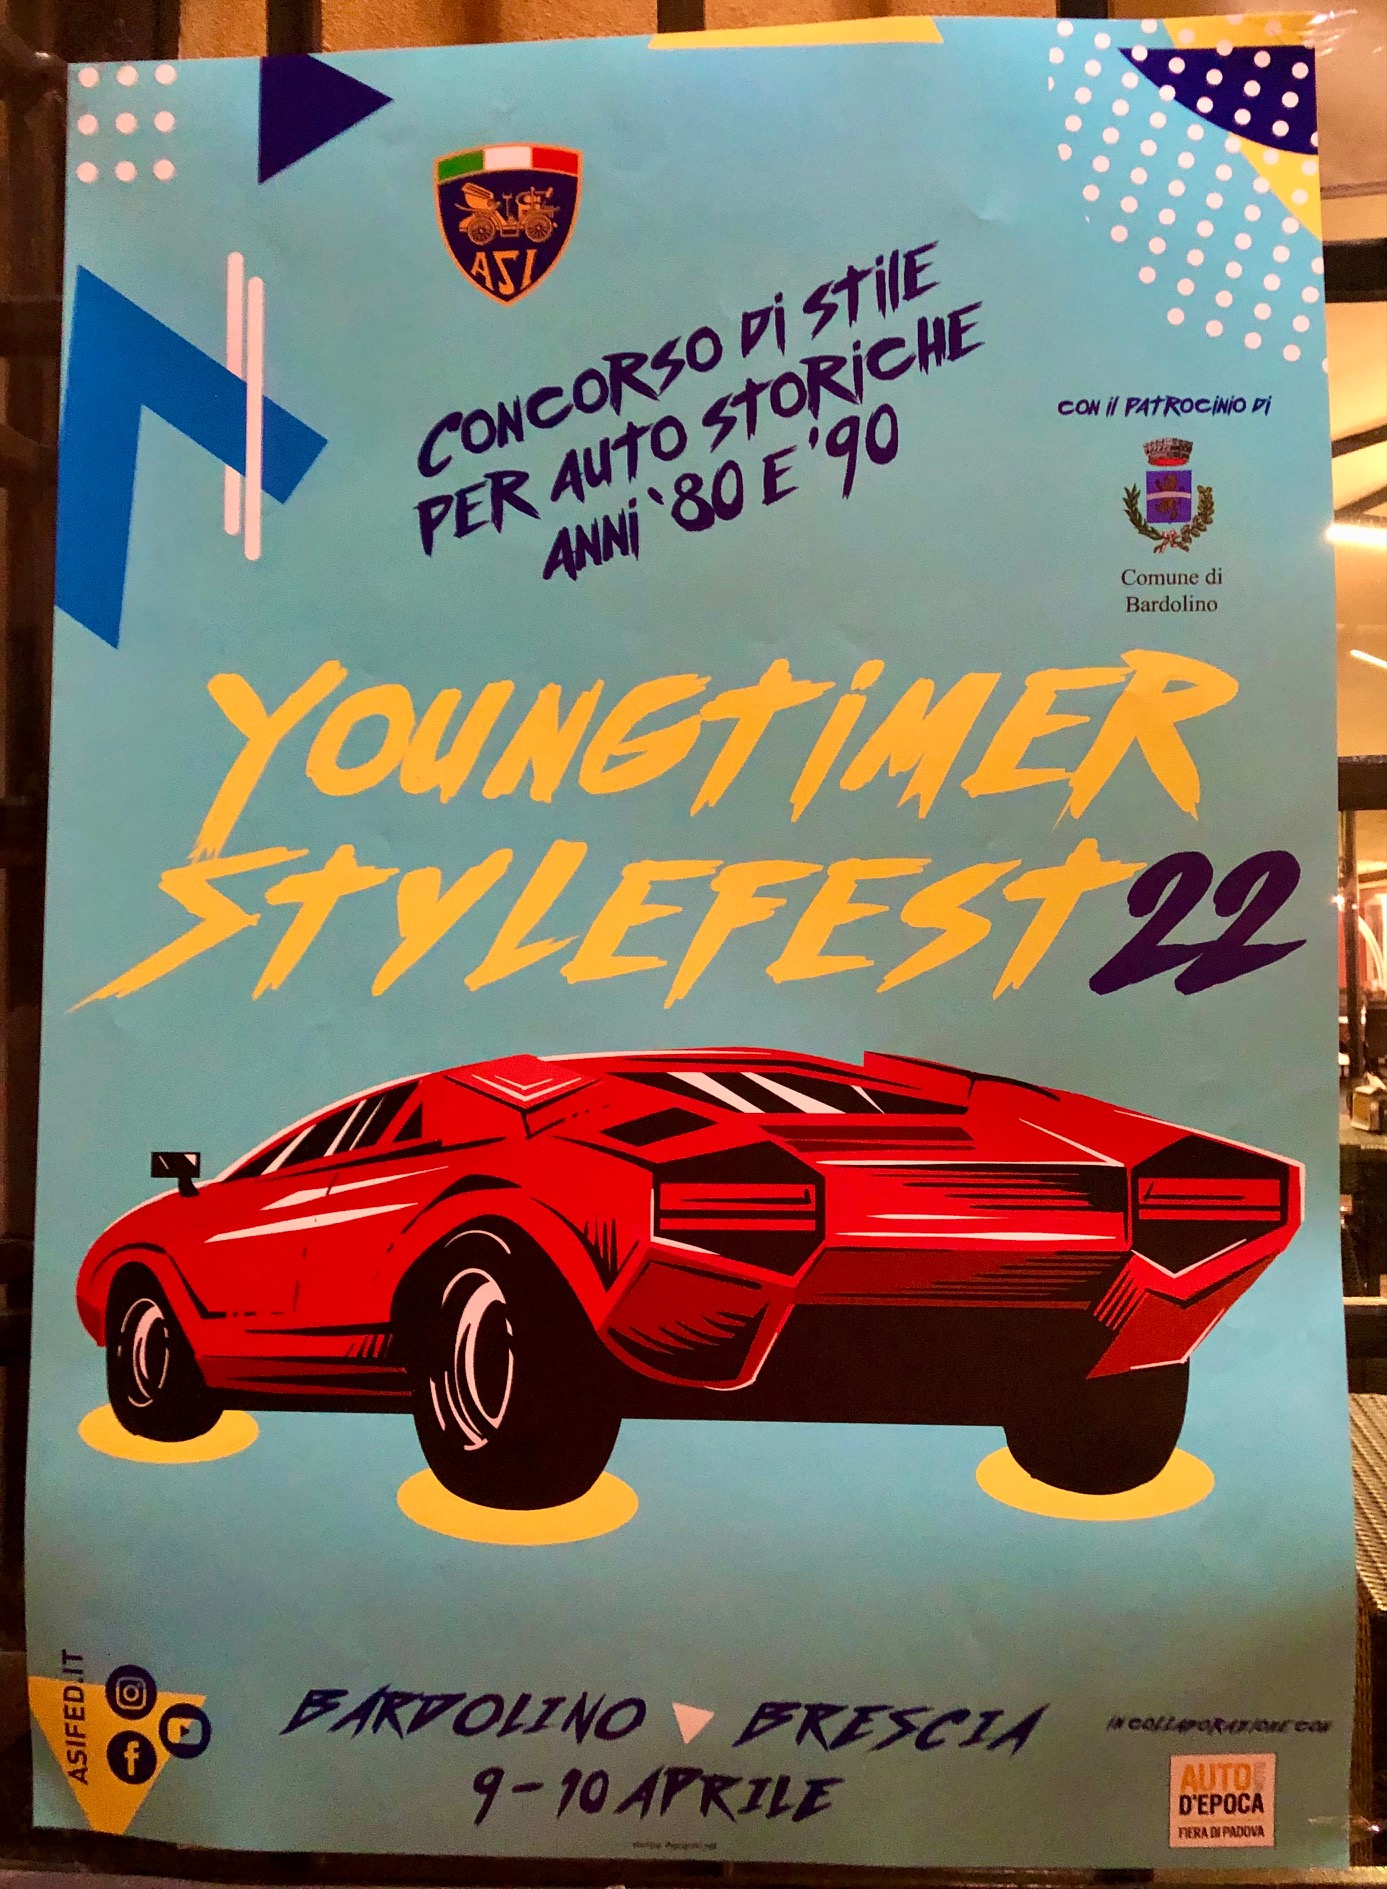 ASI
CONCORSO DI STILE
PER AUTO STORICHE
ANNI '80 E '90
CON IL PATROCINIO DI
Comune di
Bardolino
YOUNGTIMER
STYLEFEST22
ASIFED.IT
BARDOLINO BRESCIA
9-10 APRILE
IN COLLABORAZIONE CON
AUTO
D'EPOCA
FIERA DI PADOVA